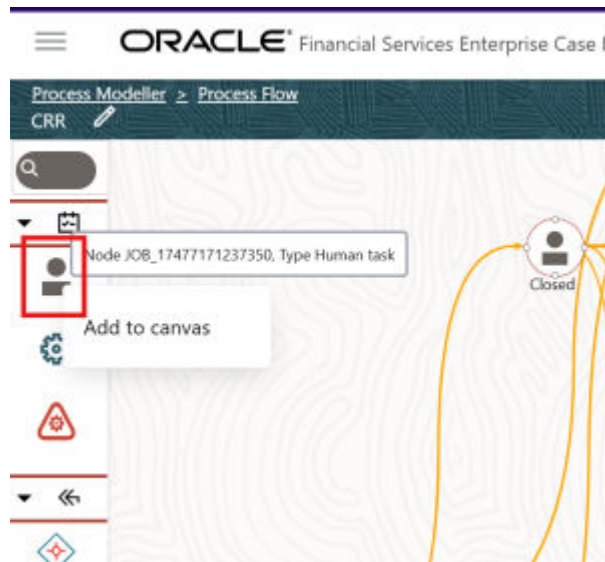 ORACLE Financial Services Enterprise Case
Process Modeller > Process Flow
CRR
Node JOB_17477171237350, Type Human task
Add to canvas
Closed